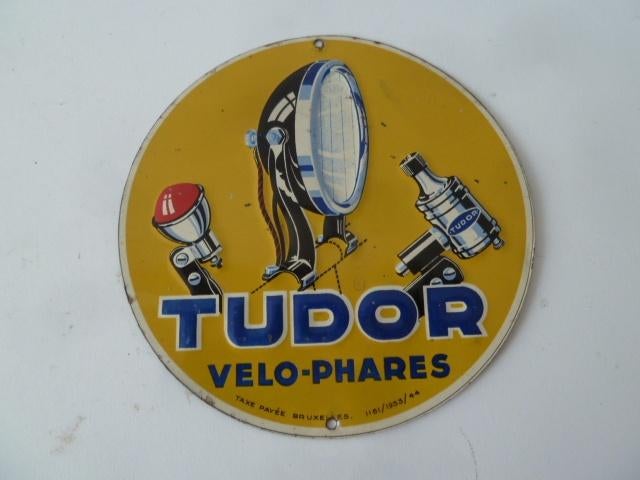 TUDOR
TUDOR
VELO-PHARES
TAXE PAYÉE BRUXELLES. 1161/1953/44